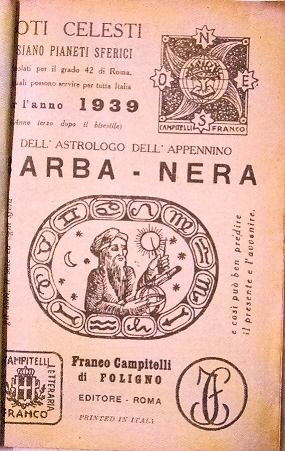 OTI CELESTI
SIANO PIANETI SFERICI
olati per il grado 42 di Roma,
uali possono servire per tutta Italia
r l'anno 1939
(Anno terzo dopo il bisestile)
N
O E
S
CAMPITELLI FRANCO
DELL'ASTROLOGO DELL'APPENNINO
ARBA - NERA
e così può ben predire
il presente e l'avvenire.
CAMPITELLI
LETTERARIA
FRANCO
Franco Campitelli
di FOLIGNO
EDITORE - ROMA
PRINTED IN ITALY